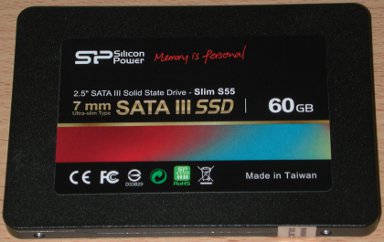 SP Silicon Power Memory is personal
2.5" SATA III Solid State Drive - Slim S55
7 mm Ultra-slim Type SATA III SSD 60GB
CE FC D33B29 RoHS Made in Taiwan